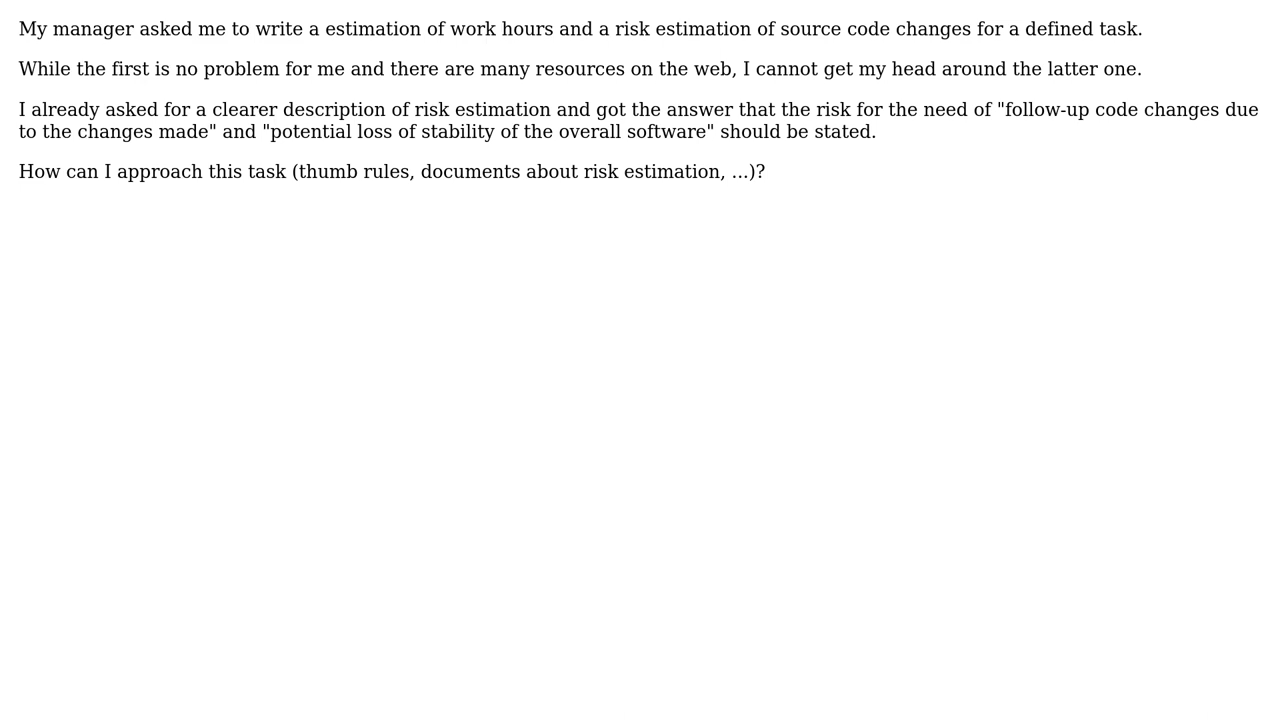 My manager asked me to write a estimation of work hours and a risk estimation of source code changes for a defined task.
While the first is no problem for me and there are many resources on the web, I cannot get my head around the latter one.
I already asked for a clearer description of risk estimation and got the answer that the risk for the need of "follow-up code changes due
to the changes made" and "potential loss of stability of the overall software" should be stated.
How can I approach this task (thumb rules, documents about risk estimation, ...)?